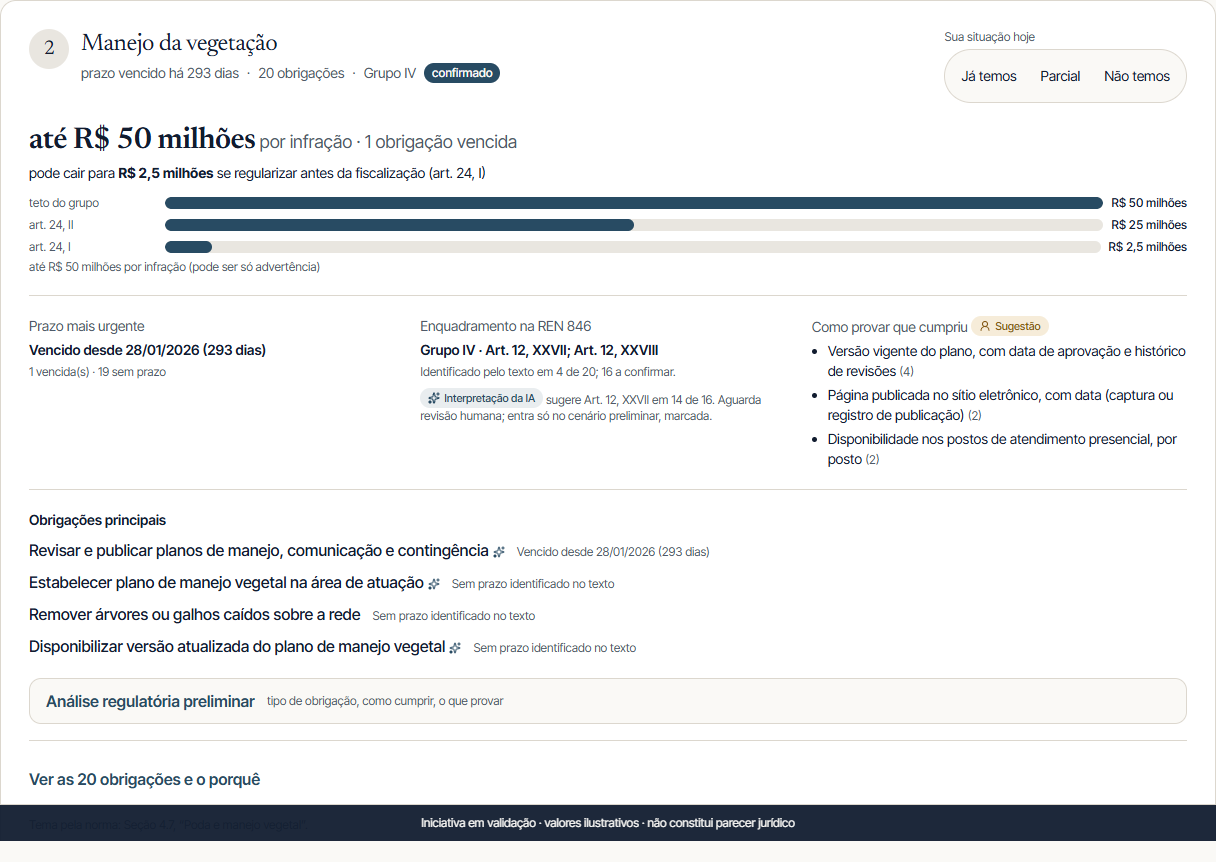 2
Manejo da vegetação
prazo vencido há 293 dias · 20 obrigações · Grupo IV confirmado
Sua situação hoje
Já temos Parcial Não temos
até R$ 50 milhões por infração · 1 obrigação vencida
pode cair para R$ 2,5 milhões se regularizar antes da fiscalização (art. 24, I)
teto do grupo R$ 50 milhões
art. 24, II R$ 25 milhões
art. 24, I R$ 2,5 milhões
até R$ 50 milhões por infração (pode ser só advertência)
Prazo mais urgente
Vencido desde 28/01/2026 (293 dias)
1 vencida(s) · 19 sem prazo
Enquadramento na REN 846
Grupo IV · Art. 12, XXVII; Art. 12, XXVIII
Identificado pelo texto em 4 de 20; 16 a confirmar.
Interpretação da IA sugere Art. 12, XXVII em 14 de 16. Aguarda
revisão humana; entra só no cenário preliminar, marcada.
Como provar que cumpriu Sugestão
• Versão vigente do plano, com data de aprovação e histórico
de revisões (4)
• Página publicada no sítio eletrônico, com data (captura ou
registro de publicação) (2)
• Disponibilidade nos postos de atendimento presencial, por
posto (2)
Obrigações principais
Revisar e publicar planos de manejo, comunicação e contingência Vencido desde 28/01/2026 (293 dias)
Estabelecer plano de manejo vegetal na área de atuação Sem prazo identificado no texto
Remover árvores ou galhos caídos sobre a rede Sem prazo identificado no texto
Disponibilizar versão atualizada do plano de manejo vegetal Sem prazo identificado no texto
Análise regulatória preliminar tipo de obrigação, como cumprir, o que provar
Ver as 20 obrigações e o porquê
Iniciativa em validação · valores ilustrativos · não constitui parecer jurídico